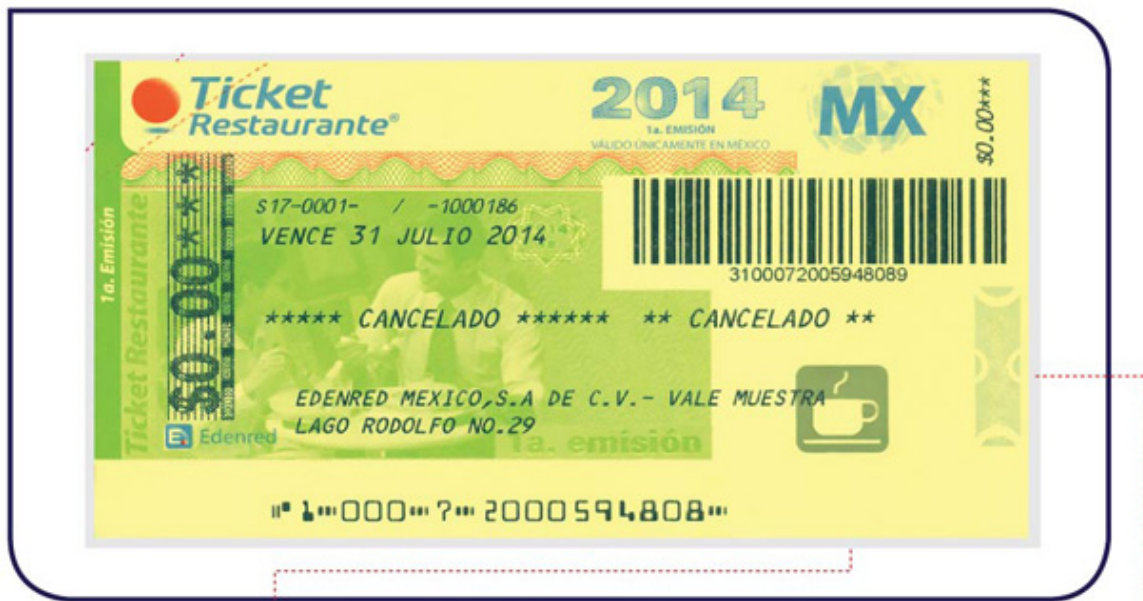 Ticket
Restaurante®
2014
1a. EMISIÓN
VÁLIDO ÚNICAMENTE EN MÉXICO
MX
$0.00***
1a. Emisión
Ticket Restaurante
$0.00****
S17-0001- / -1000186
VENCE 31 JULIO 2014
3100072005948089
***** CANCELADO ****** ** CANCELADO **
EDENRED MEXICO,S.A DE C.V.- VALE MUESTRA
LAGO RODOLFO NO.29
Edenred
1a. emisión
1 000 7 2000594808